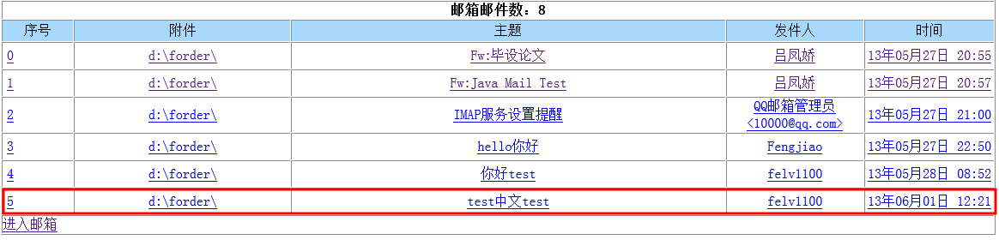 邮箱邮件数：8
序号 附件 主题 发件人 时间
0 d:\forder\ Fw:毕设论文 吕凤娇 13年05月27日 20:55
1 d:\forder\ Fw:Java Mail Test 吕凤娇 13年05月27日 20:57
2 d:\forder\ IMAP服务设置提醒 QQ邮箱管理员 13年05月27日 21:00
<10000@qq.com>
3 d:\forder\ hello你好 Fengjiao 13年05月27日 22:50
4 d:\forder\ 你好test felv1100 13年05月28日 08:52
5 d:\forder\ test中文test felv1100 13年06月01日 12:21
进入邮箱